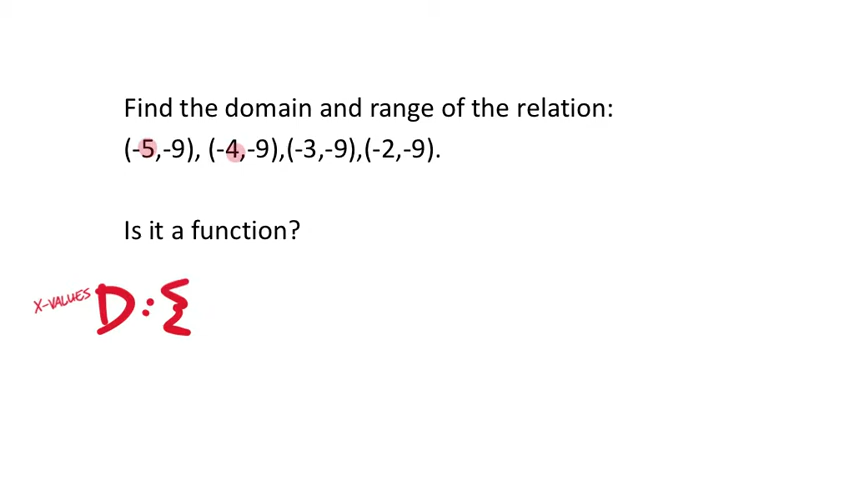 Find the domain and range of the relation:
(-5,-9), (-4,-9),(-3,-9),(-2,-9).
Is it a function?
X-VALUES D:{